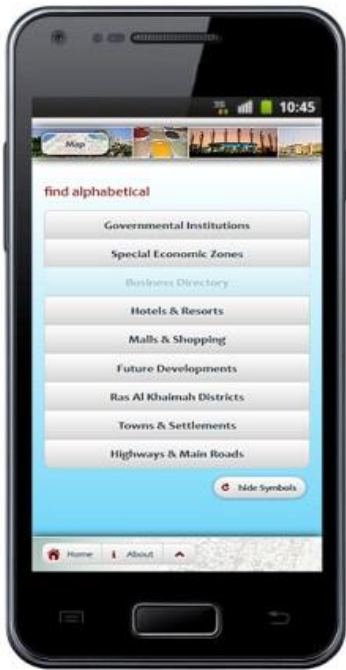 3G
10:45
Map
find alphabetical
Governmental Institutions
Special Economic Zones
Business Directory
Hotels & Resorts
Malls & Shopping
Future Developments
Ras Al Khaimah Districts
Towns & Settlements
Highways & Main Roads
hide Symbols
Home
About